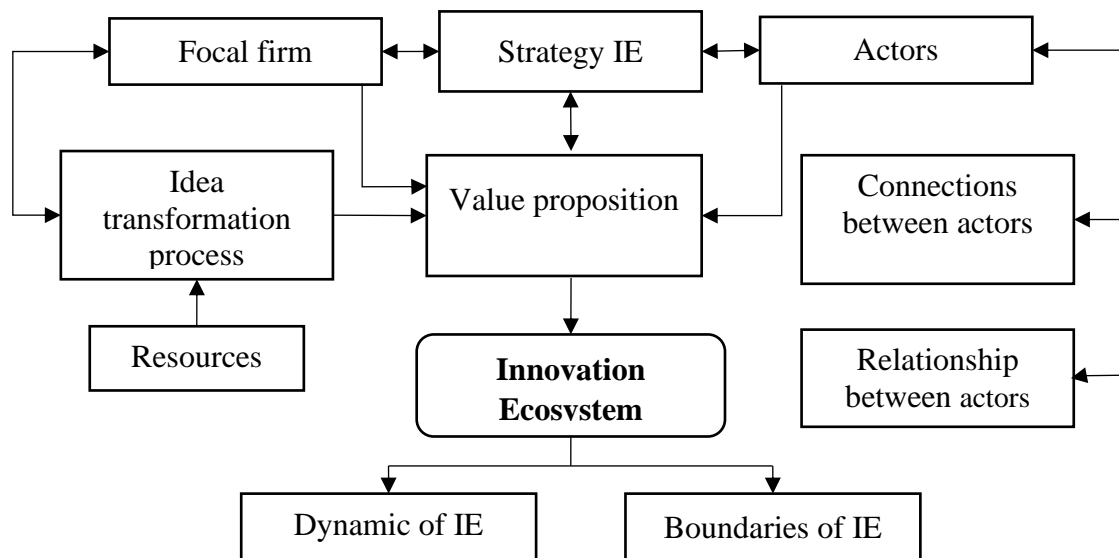 Focal firm
Strategy IE
Actors
Idea
transformation
process
Value proposition
Connections
between actors
Resources
Innovation
Ecosystem
Relationship
between actors
Dynamic of IE
Boundaries of IE